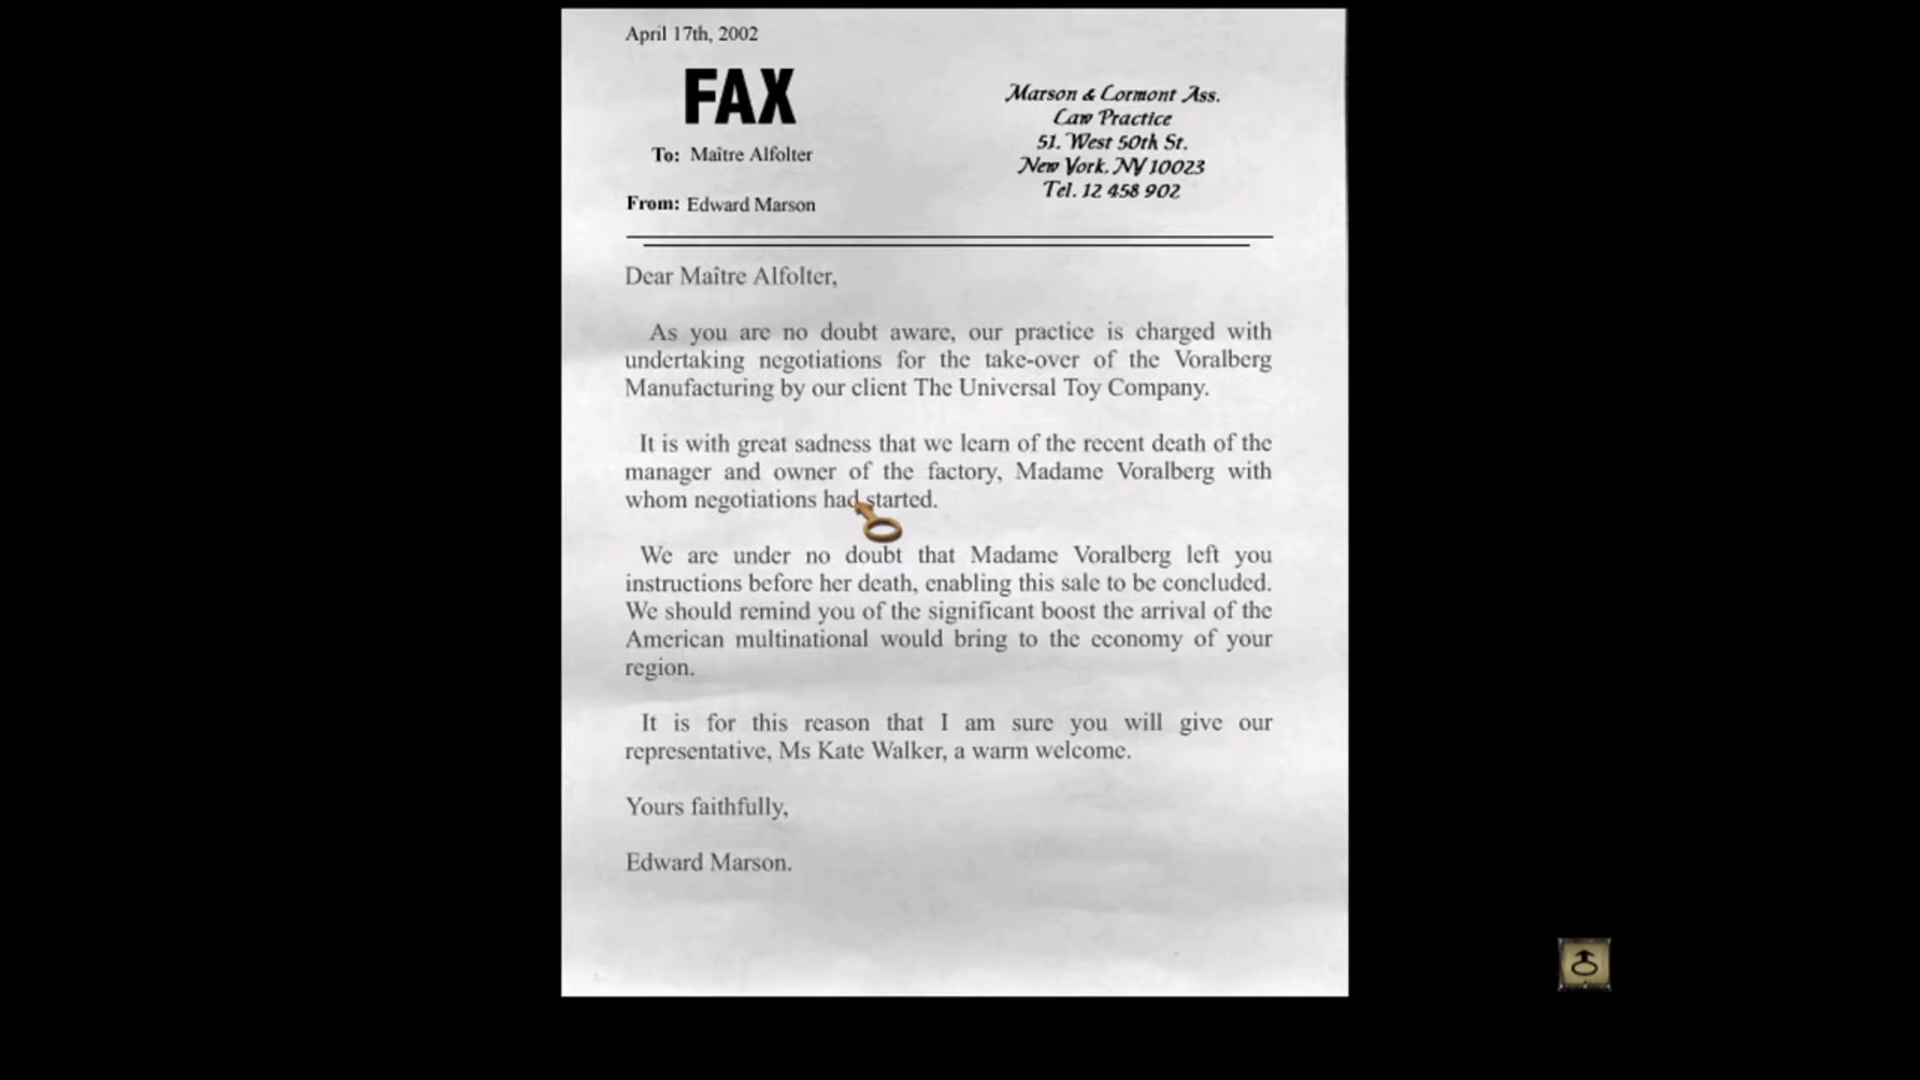 April 17th, 2002
FAX
To: Maître Alfolter
From: Edward Marson
Marson & Lormont Ass.
Law Practice
51. West 50th St.
New York. NY 10023
Tel. 12 458 902
Dear Maître Alfolter,
As you are no doubt aware, our practice is charged with
undertaking negotiations for the take-over of the Voralberg
Manufacturing by our client The Universal Toy Company.
It is with great sadness that we learn of the recent death of the
manager and owner of the factory, Madame Voralberg with
whom negotiations had started.
We are under no doubt that Madame Voralberg left you
instructions before her death, enabling this sale to be concluded.
We should remind you of the significant boost the arrival of the
American multinational would bring to the economy of your
region.
It is for this reason that I am sure you will give our
representative, Ms Kate Walker, a warm welcome.
Yours faithfully,
Edward Marson.